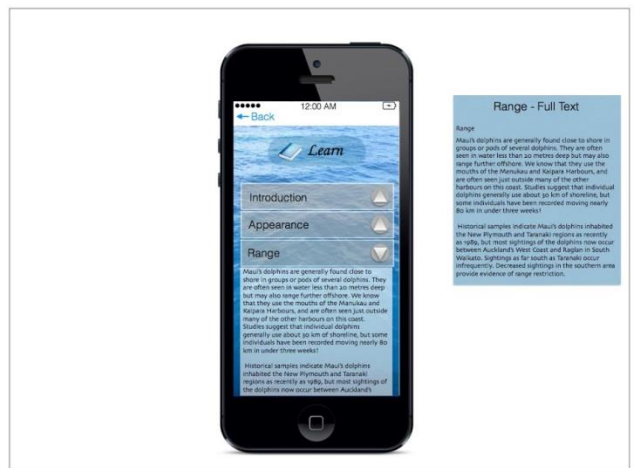 12:00 AM
Back
Learn
Introduction
Appearance
Range
Maui's dolphins are generally found close to
shore in groups or pods of several dolphins. They
are often seen in water less than 20 metres deep
but may also range further offshore. We know
that they use the mouths of the Manukau and
Kaipara Harbours, and are often seen just outside
many of the other harbours on this coast.
Studies suggest that individual dolphins
generally use about 30 km of shoreline, but some
individuals have been recorded moving nearly 80
km in under three weeks!
Historical samples indicate Maui's dolphins
inhabited the New Plymouth and Taranaki
regions as recently as 1989, but most sightings of
the dolphins now occur between Auckland's
Range - Full Text
Range
Maui's dolphins are generally found close to shore in
groups or pods of several dolphins. They are often
seen in water less than 20 metres deep but may also
range further offshore. We know that they use the
mouths of the Manukau and Kaipara Harbours, and
are often seen just outside many of the other
harbours on this coast. Studies suggest that individual
dolphins generally use about 30 km of shoreline, but
some individuals have been recorded moving nearly
80 km in under three weeks!
Historical samples indicate Maui's dolphins inhabited
the New Plymouth and Taranaki regions as recently
as 1989, but most sightings of the dolphins now occur
between Auckland's West Coast and Raglan in South
Waikato. Sightings as far south as Taranaki occur
infrequently. Decreased sightings in the southern area
provide evidence of range restriction.